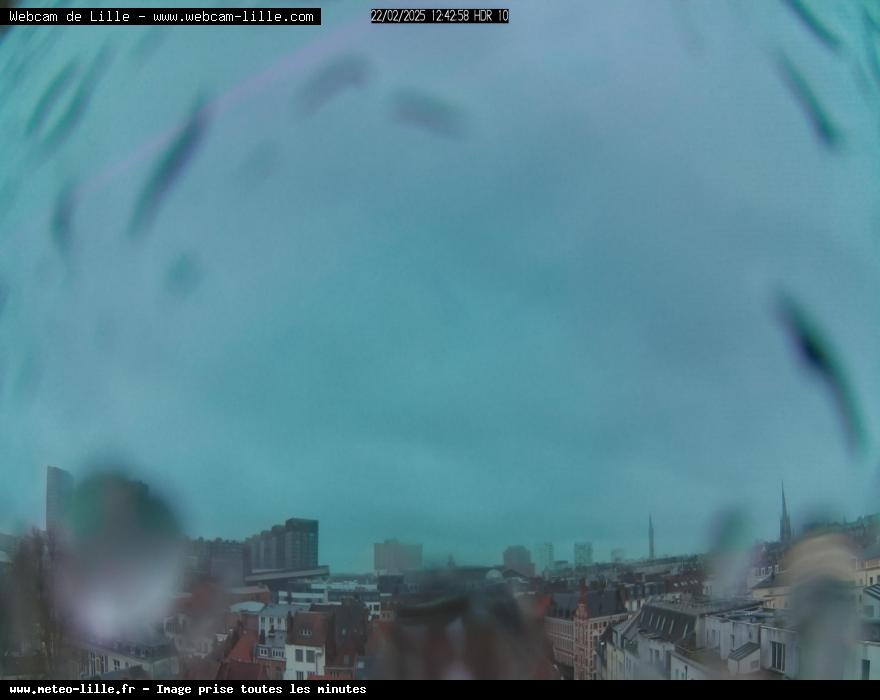 Webcam de Lille - www.webcam-lille.com
22/02/2025 12:42:58 HDR 10
www.meteo-lille.fr - Image prise toutes les minutes